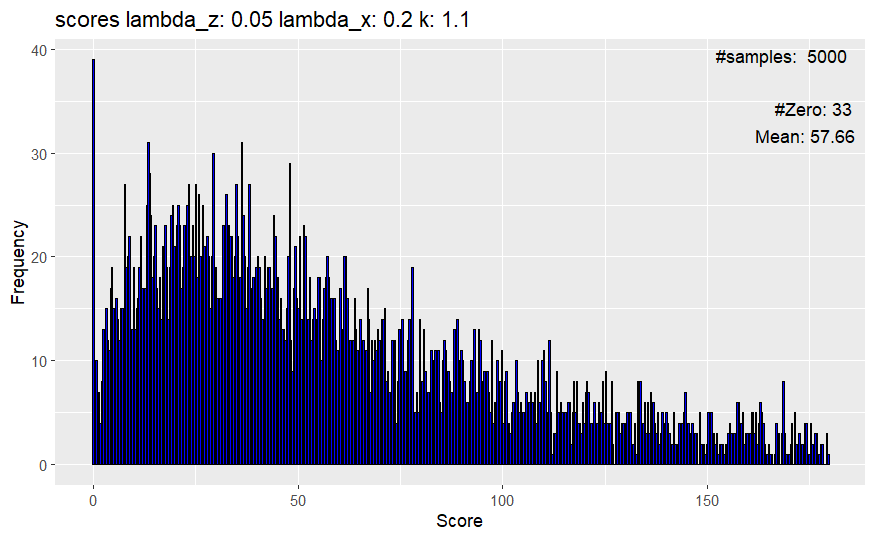 scores lambda_z: 0.05 lambda_x: 0.2 k: 1.1
#samples: 5000
#Zero: 33
Mean: 57.66
40
30
20
10
0
Frequency
0 50 100 150
Score